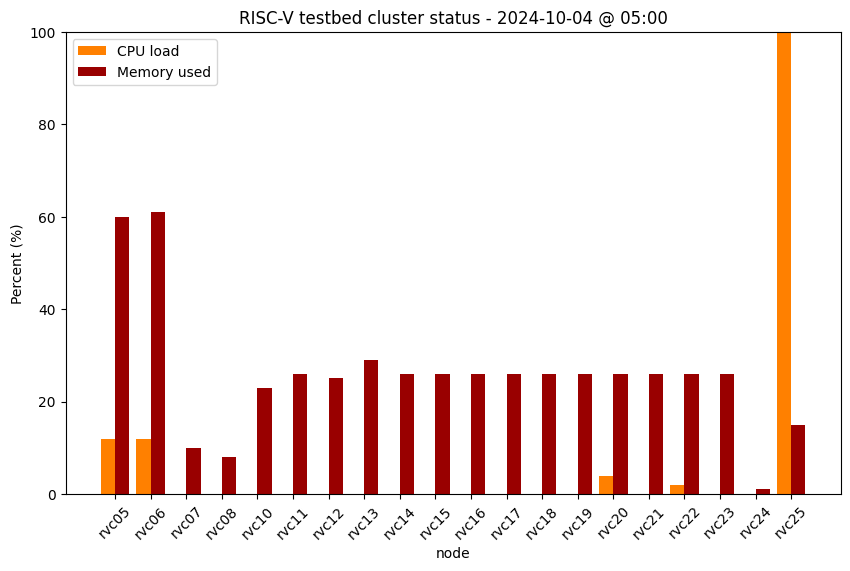 RISC-V testbed cluster status - 2024-10-04 @ 05:00
CPU load
Memory used
Percent (%)
100
80
60
40
20
0
rvc05
rvc06
rvc07
rvc08
rvc10
rvc11
rvc12
rvc13
rvc14
rvc15
rvc16
rvc17
rvc18
rvc19
rvc20
rvc21
rvc22
rvc23
rvc24
rvc25
node